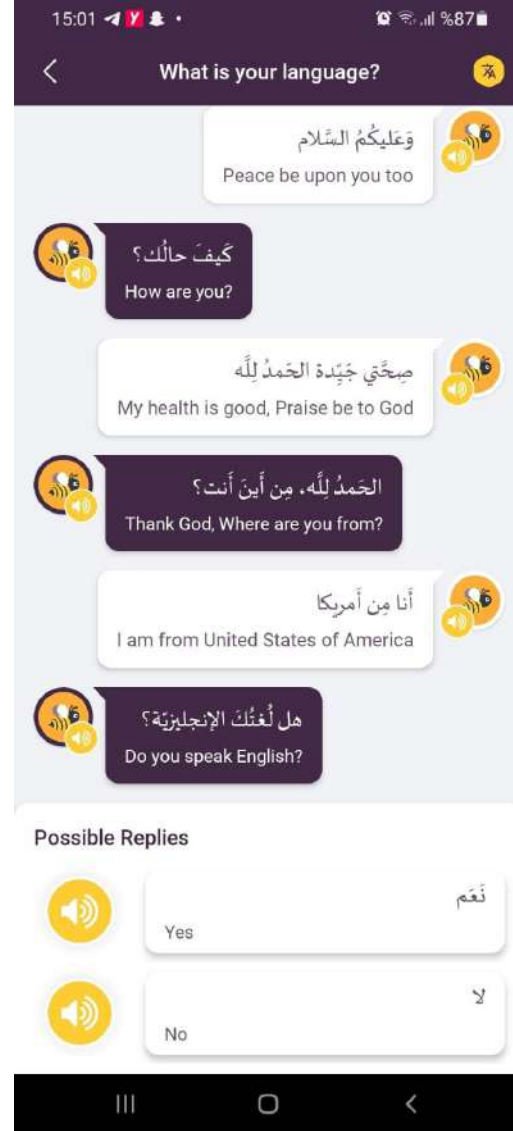 15:01
%87
What is your language?
وَعَليكُمُ السَّلام
Peace be upon you too
كَيفَ حالُك؟
How are you?
صِحَّتي جَيِّدة الحَمدُ لِلَّه
My health is good, Praise be to God
الحَمدُ لِلَّه، مِن أَينَ أَنت؟
Thank God, Where are you from?
أَنا مِن أَمريكا
I am from United States of America
هل لُغتُكَ الإنجليزيّة؟
Do you speak English?
Possible Replies
نَعَم
Yes
لا
No